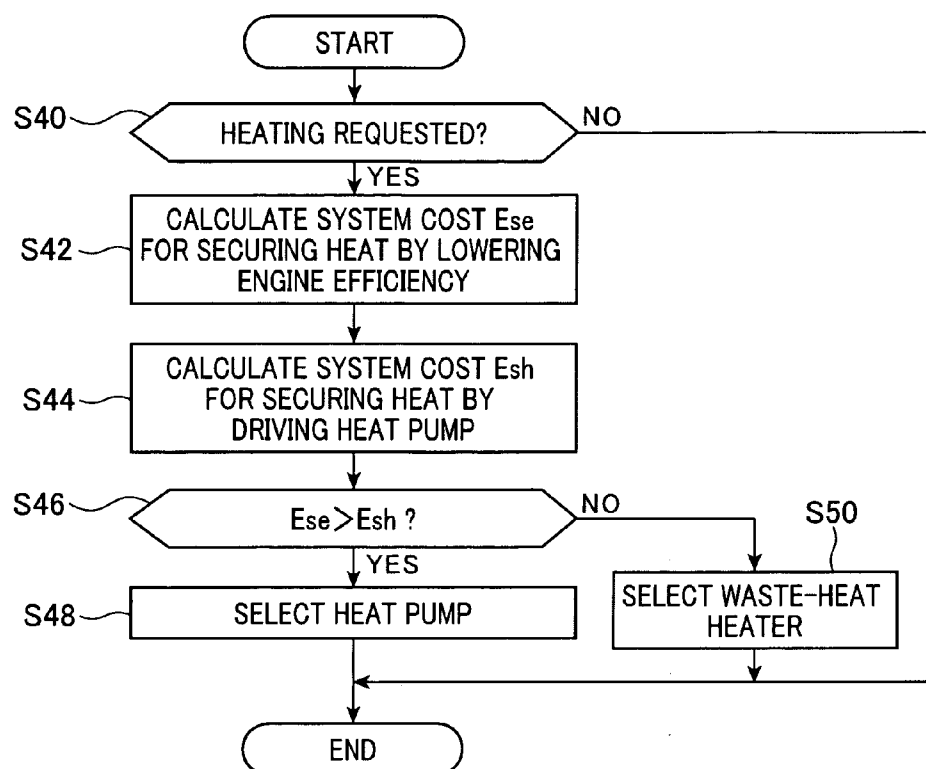 START
S40
HEATING REQUESTED?
NO
YES
S42
CALCULATE SYSTEM COST Ese
FOR SECURING HEAT BY LOWERING
ENGINE EFFICIENCY
S44
CALCULATE SYSTEM COST Esh
FOR SECURING HEAT BY
DRIVING HEAT PUMP
S46
Ese>Esh ?
NO
YES
S50
S48
SELECT HEAT PUMP
SELECT WASTE-HEAT
HEATER
END